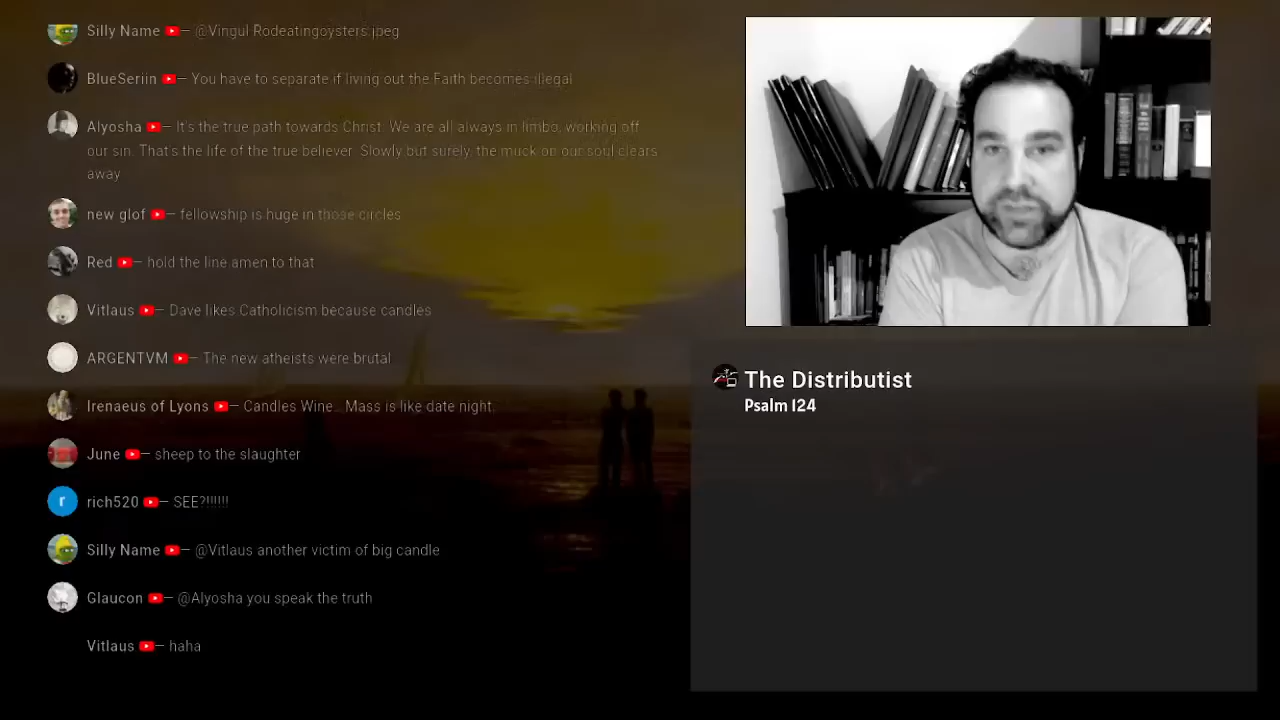 Silly Name — @Vingul Rodeatingoysters.jpeg
BlueSeriin — You have to separate if living out the Faith becomes illegal
Alyosha — It's the true path towards Christ. We are all always in limbo, working off
our sin. That's the life of the true believer. Slowly but surely, the muck on our soul clears
away
new glof — fellowship is huge in those circles
Red — hold the line amen to that
Vitlaus — Dave likes Catholicism because candles
ARGENTVM — The new atheists were brutal
Irenaeus of Lyons — Candles Wine.. Mass is like date night.
June — sheep to the slaughter
r
rich520 — SEE?!!!!!!
Silly Name — @Vitlaus another victim of big candle
Glaucon — @Alyosha you speak the truth
Vitlaus — haha
The Distributist
Psalm 124